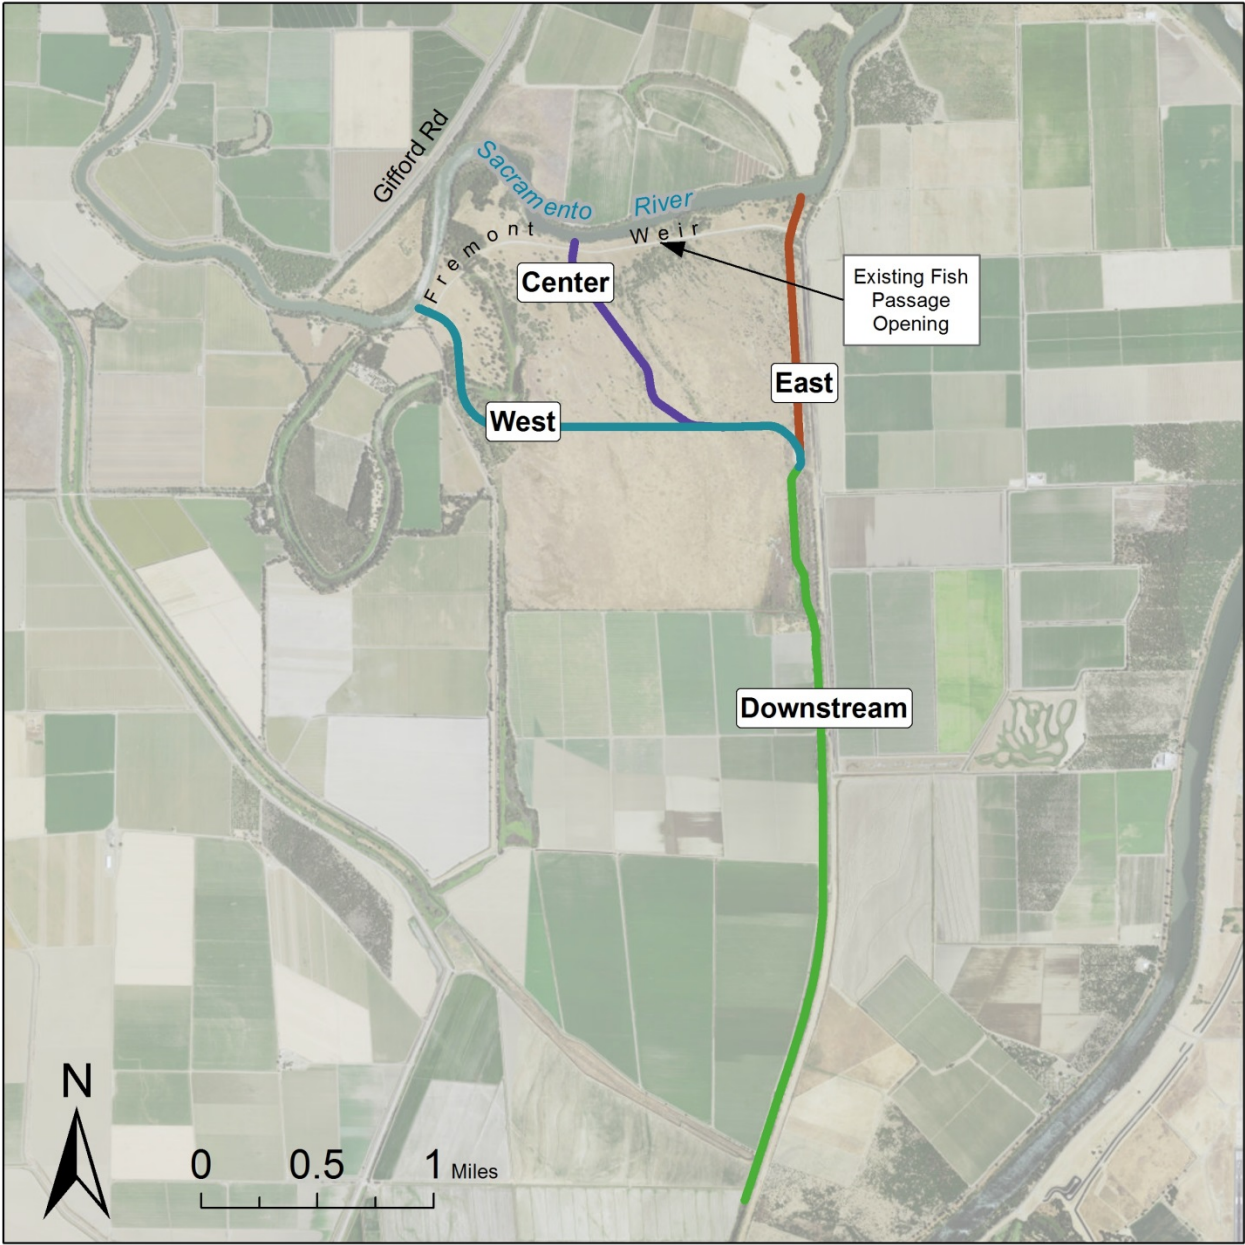 Gifford Rd
Sacramento River
Fremont Weir
Center
Existing Fish
Passage
Opening
East
West
Downstream
N
0 0.5 1 Miles